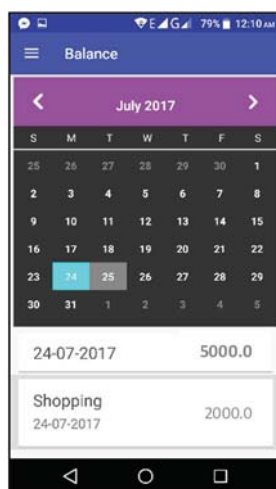 E G 79% 12:10 AM
Balance
July 2017
S M T W T F S
25 26 27 28 29 30 1
2 3 4 5 6 7 8
9 10 11 12 13 14 15
16 17 18 19 20 21 22
23 24 25 26 27 28 29
30 31 1 2 3 4 5
24-07-2017 5000.0
Shopping
24-07-2017 2000.0